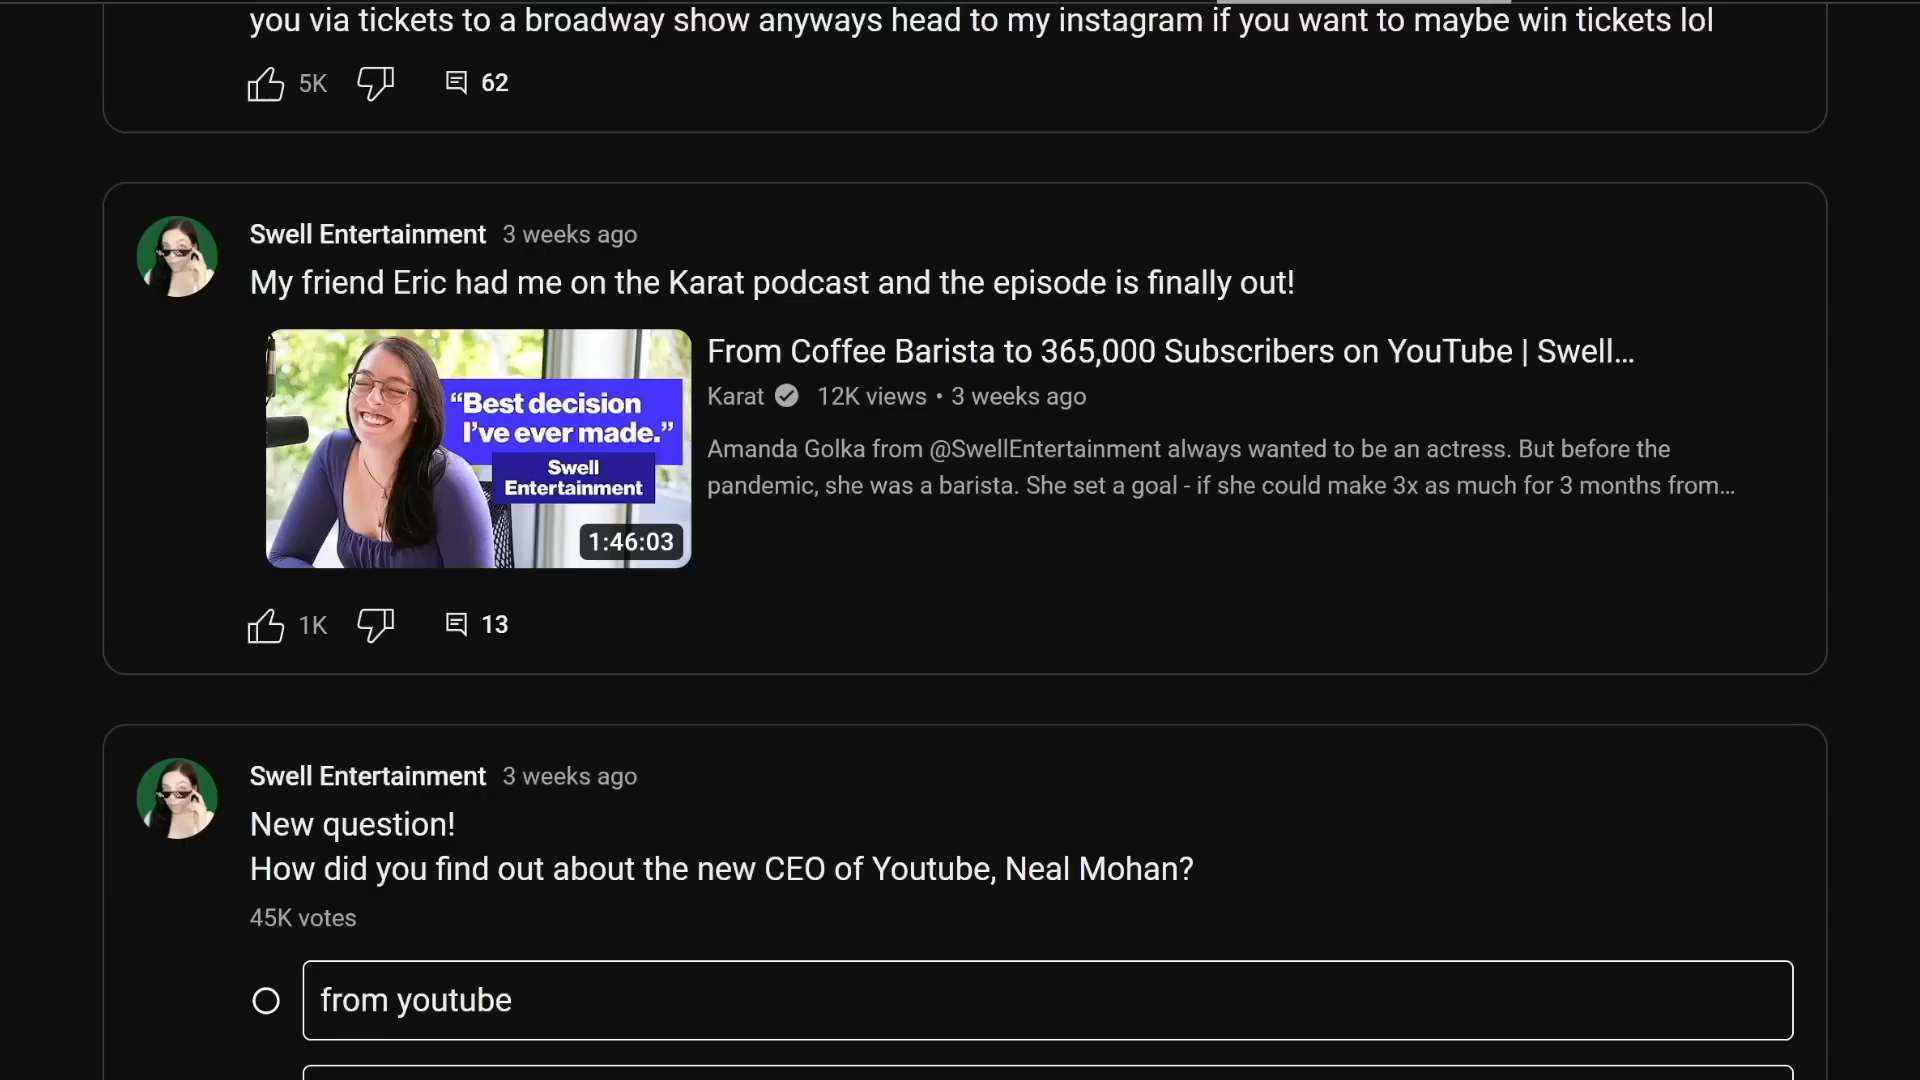 you via tickets to a broadway show anyways head to my instagram if you want to maybe win tickets lol
5K
62
Swell Entertainment 3 weeks ago
My friend Eric had me on the Karat podcast and the episode is finally out!
“Best decision
I’ve ever made.”
Swell
Entertainment
1:46:03
From Coffee Barista to 365,000 Subscribers on YouTube | Swell...
Karat 12K views • 3 weeks ago
Amanda Golka from @SwellEntertainment always wanted to be an actress. But before the
pandemic, she was a barista. She set a goal - if she could make 3x as much for 3 months from...
1K
13
Swell Entertainment 3 weeks ago
New question!
How did you find out about the new CEO of Youtube, Neal Mohan?
45K votes
from youtube